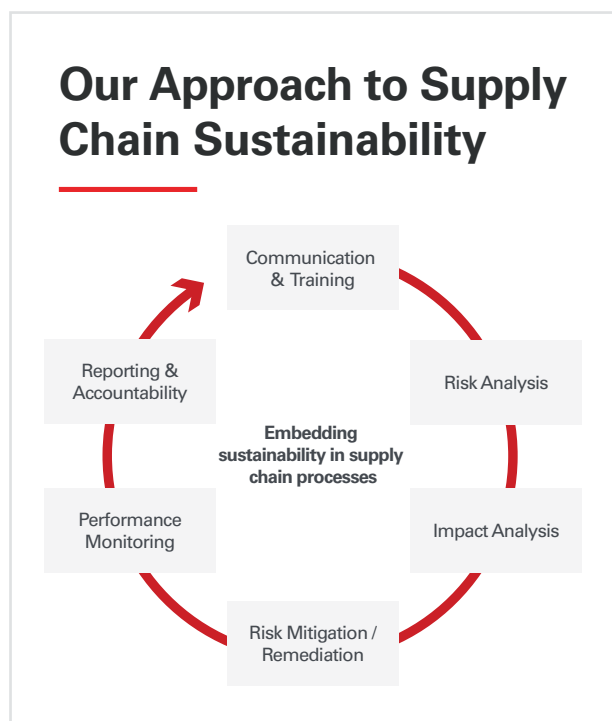 Our Approach to Supply
Chain Sustainability
Communication
& Training
Risk Analysis
Impact Analysis
Risk Mitigation /
Remediation
Performance
Monitoring
Reporting &
Accountability
Embedding
sustainability in supply
chain processes